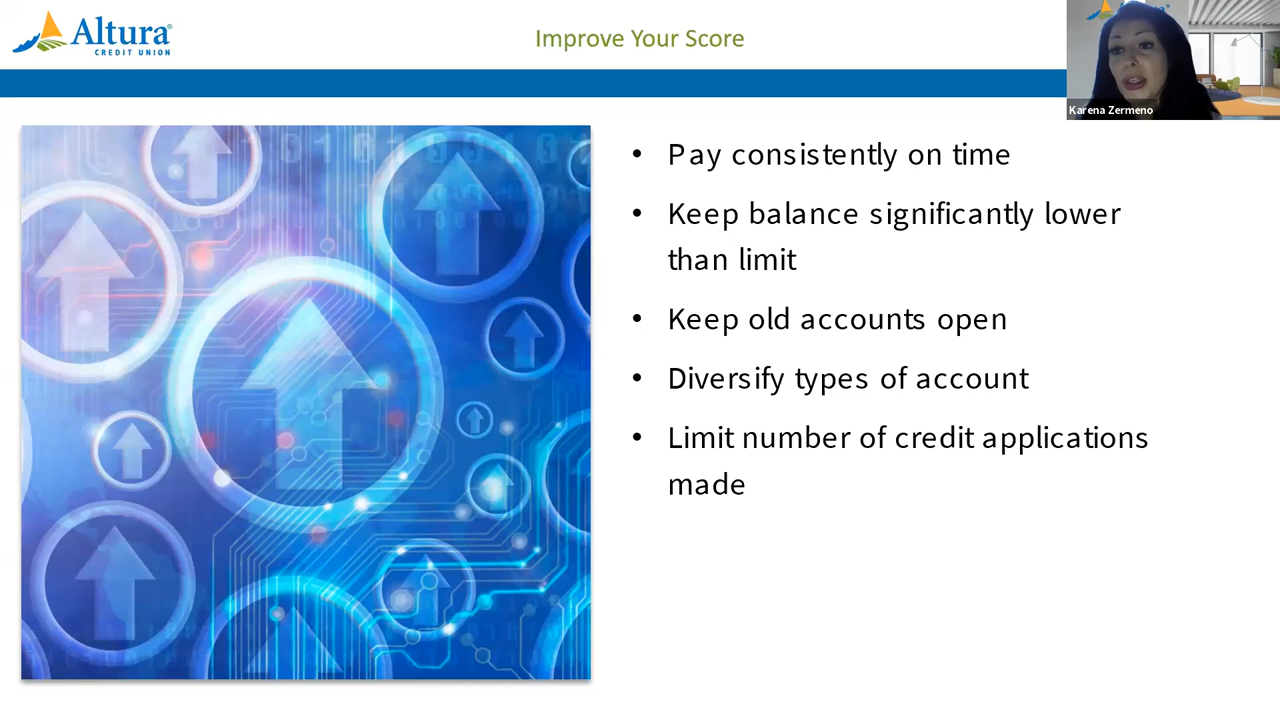 Altura
CREDIT UNION
Improve Your Score
Karena Zermeno
• Pay consistently on time
• Keep balance significantly lower
than limit
• Keep old accounts open
• Diversify types of account
• Limit number of credit applications
made